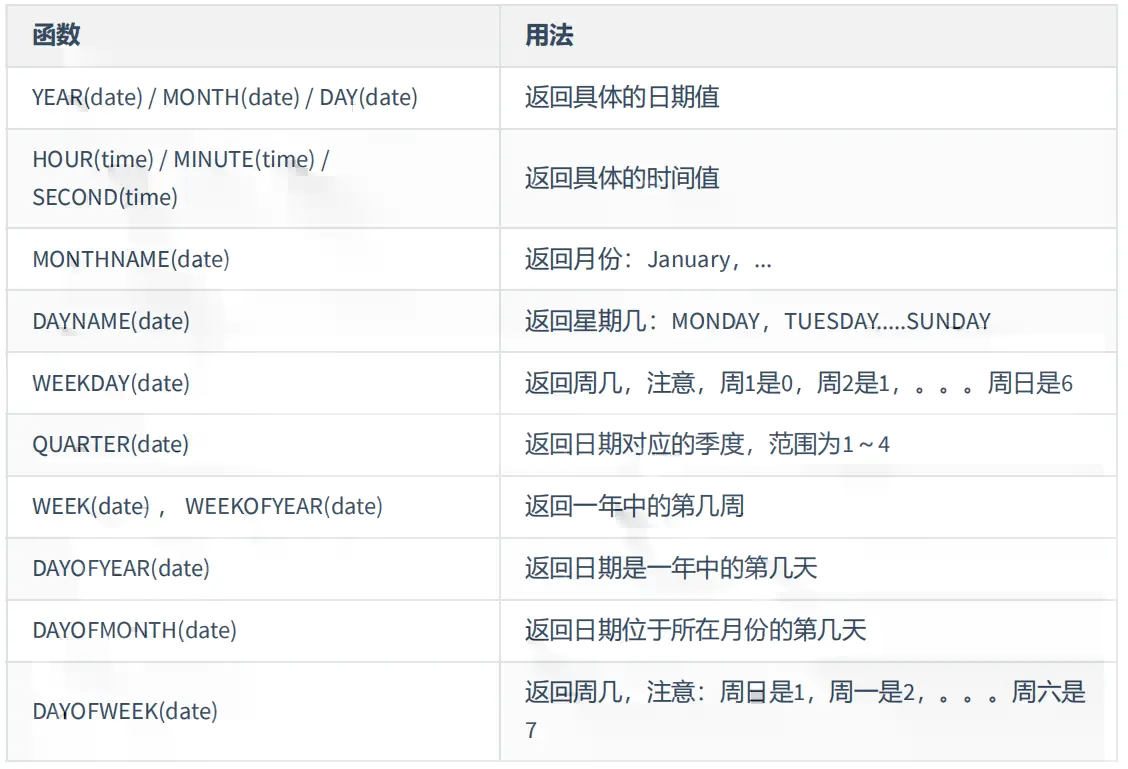 函数 用法
YEAR(date) / MONTH(date) / DAY(date) 返回具体的日期值
HOUR(time) / MINUTE(time) /
SECOND(time) 返回具体的时间值
MONTHNAME(date) 返回月份：January，...
DAYNAME(date) 返回星期几：MONDAY，TUESDAY.....SUNDAY
WEEKDAY(date) 返回周几，注意，周1是0，周2是1，。。。周日是6
QUARTER(date) 返回日期对应的季度，范围为1～4
WEEK(date) ， WEEKOFYEAR(date) 返回一年中的第几周
DAYOFYEAR(date) 返回日期是一年中的第几天
DAYOFMONTH(date) 返回日期位于所在月份的第几天
DAYOFWEEK(date) 返回周几，注意：周日是1，周一是2，。。。周六是
7